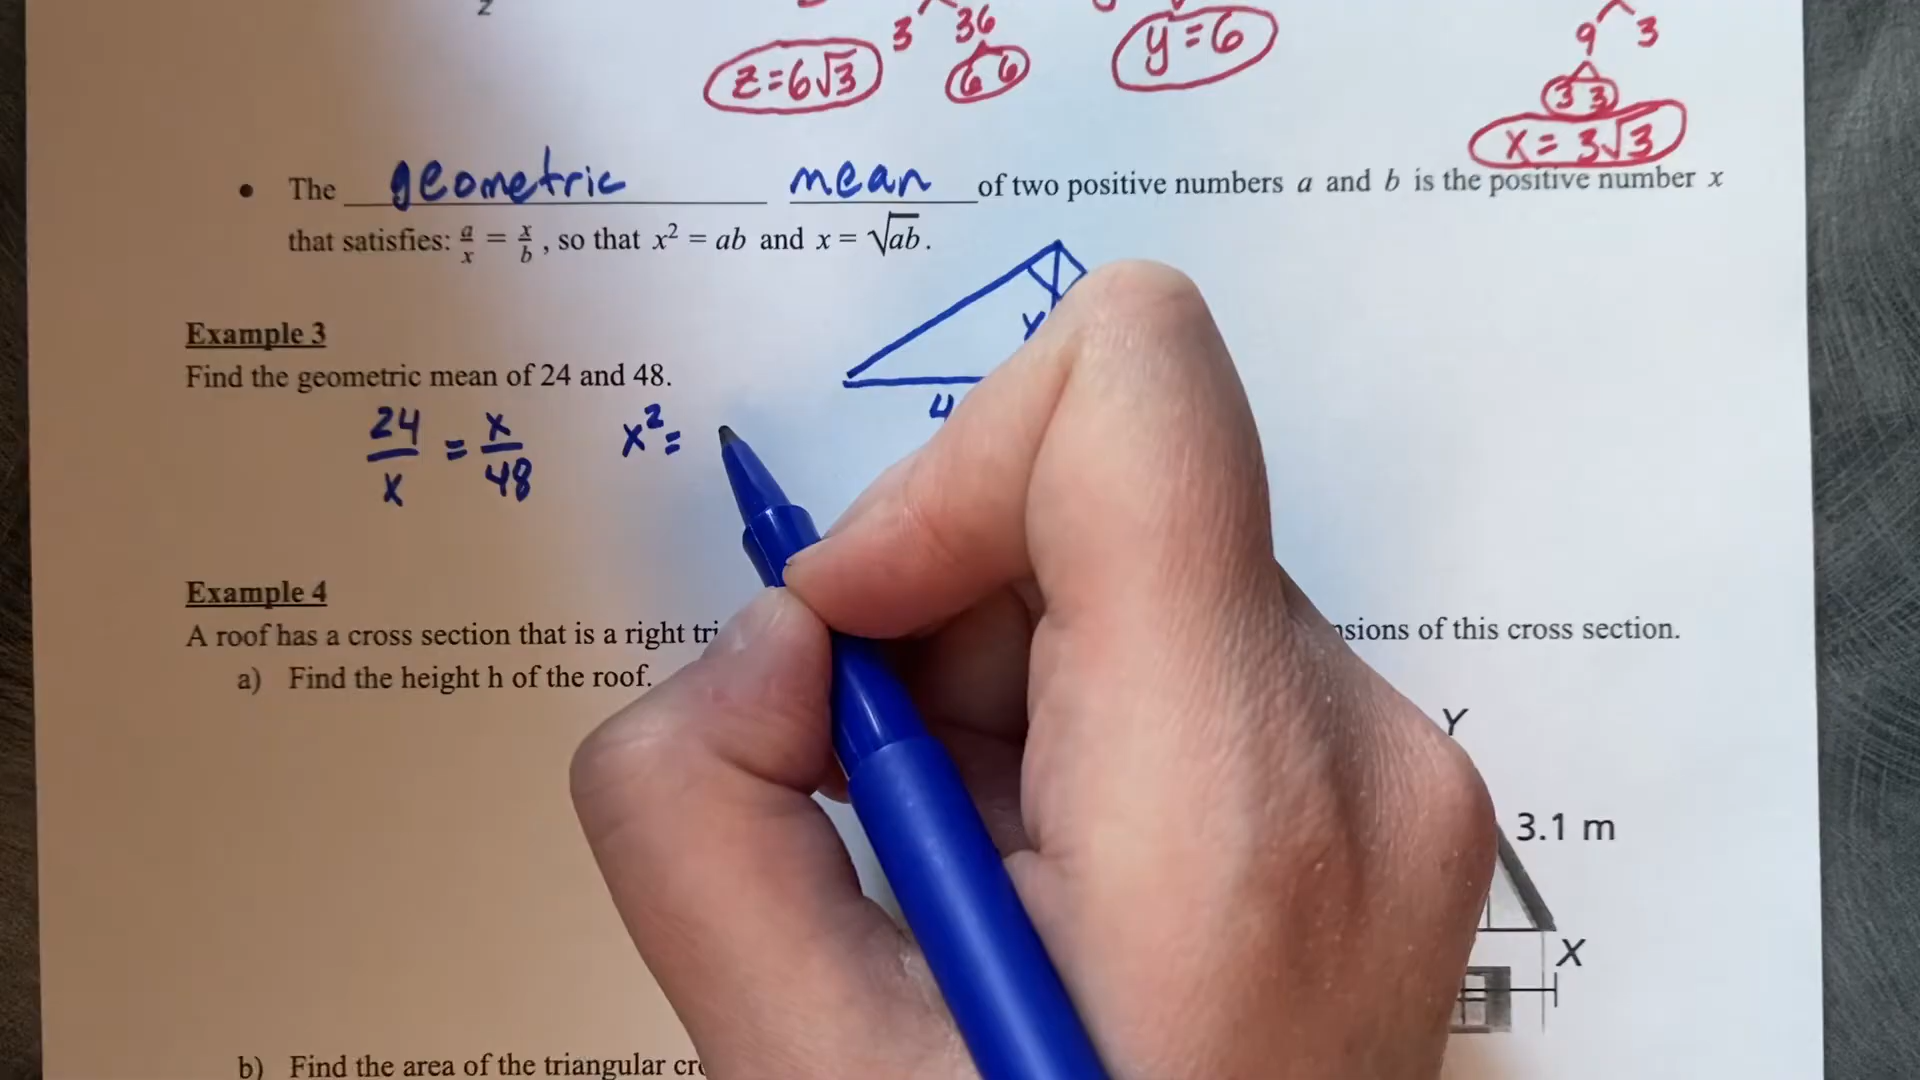 z
3 36
9 3
z=6√3 6 6 y=6
3 3
x = 3√3
• The geometric mean of two positive numbers a and b is the positive number x
that satisfies: a/x = x/b, so that x² = ab and x = √ab.
Example 3
Find the geometric mean of 24 and 48.
24/x = x/48 x²=
Example 4
A roof has a cross section that is a right tri nsions of this cross section.
a) Find the height h of the roof.
Y
3.1 m
X
b) Find the area of the triangular cr